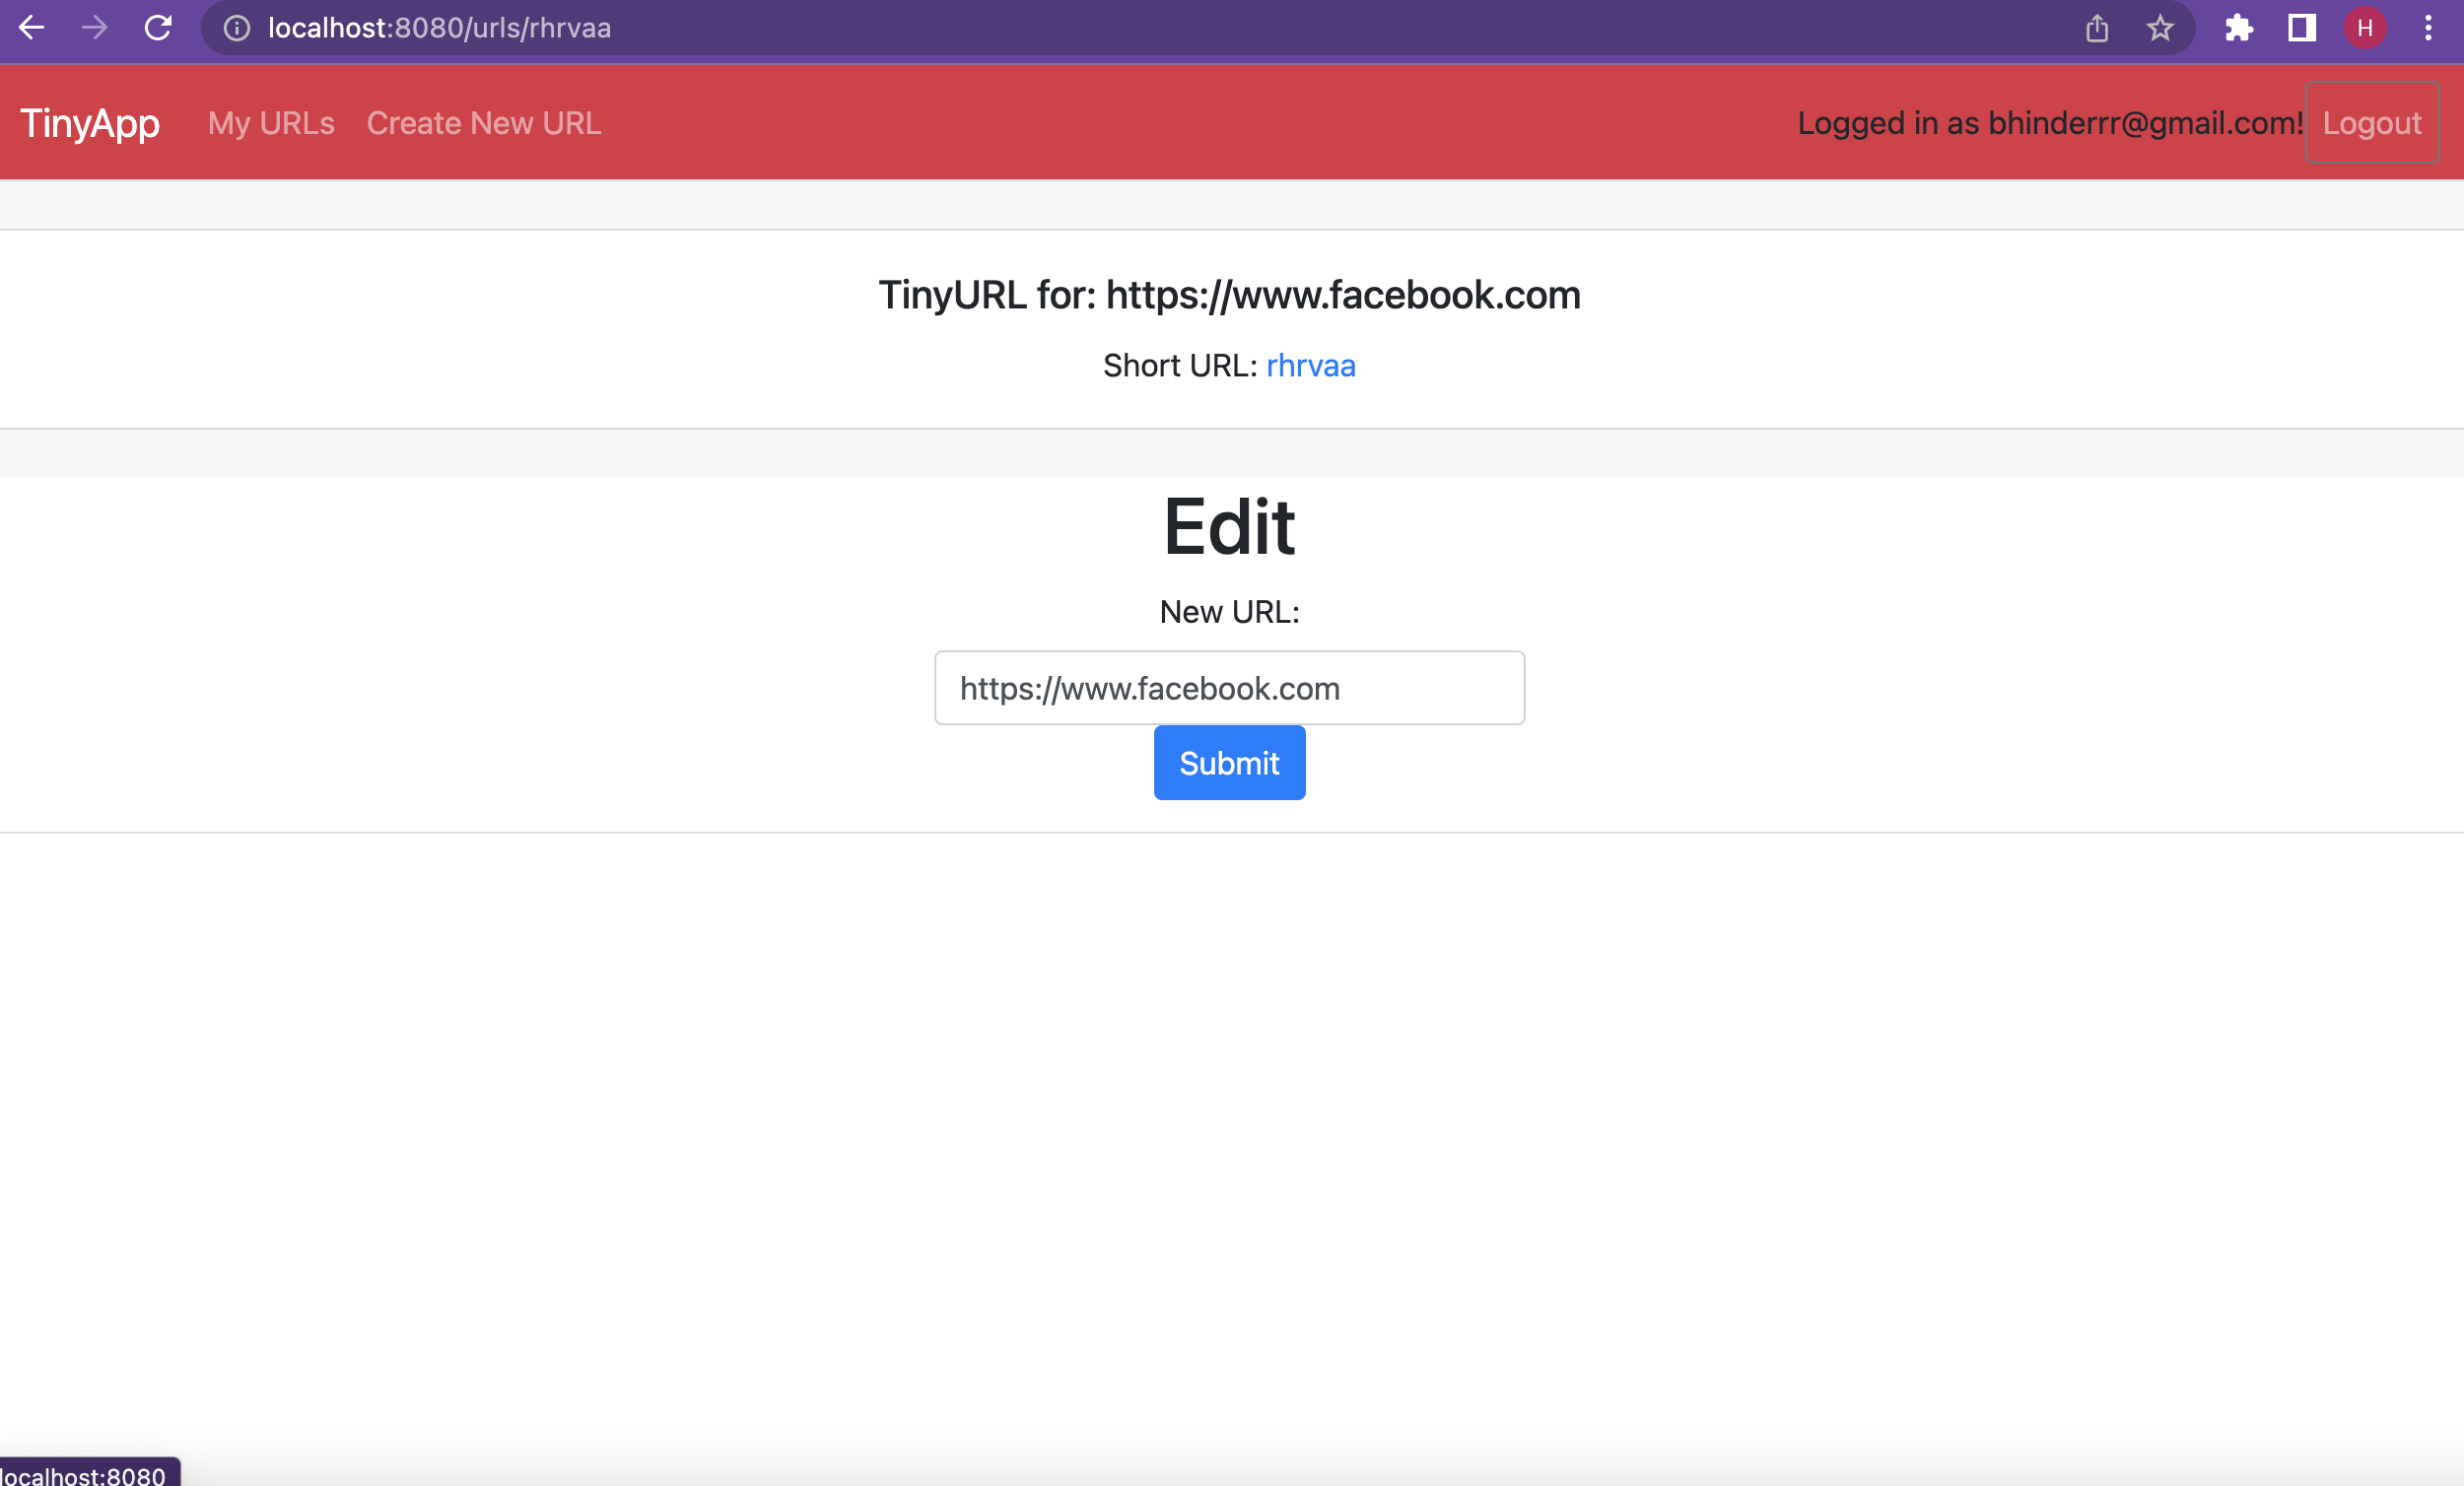 localhost:8080/urls/rhrvaa
H
TinyApp My URLs Create New URL Logged in as bhinderrr@gmail.com! Logout
TinyURL for: https://www.facebook.com
Short URL: rhrvaa
Edit
New URL:
https://www.facebook.com
Submit
localhost:8080